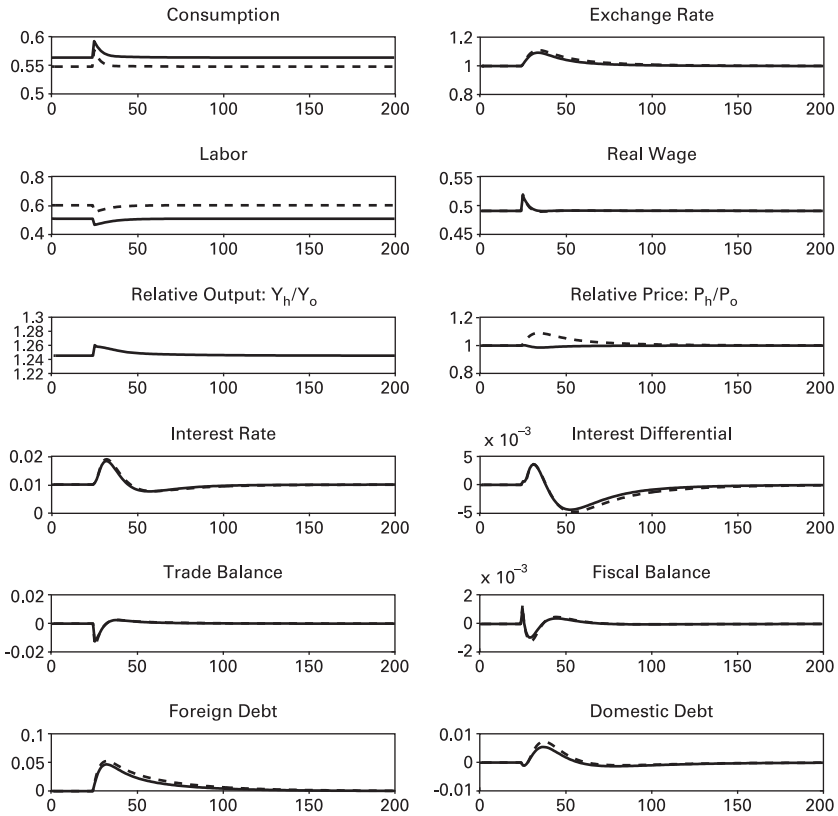 Consumption
0.6
0.55
0.5
0 50 100 150 200
Exchange Rate
1.2
1
0.8
0 50 100 150 200
Labor
0.8
0.6
0.4
0 50 100 150 200
Real Wage
0.55
0.5
0.45
0 50 100 150 200
Relative Output: Yh/Yo
1.3
1.28
1.26
1.24
1.22
0 50 100 150 200
Relative Price: Ph/Po
1.2
1
0.8
0 50 100 150 200
Interest Rate
0.02
0.01
0
0 50 100 150 200
Interest Differential
x 10⁻³
5
0
-5
0 50 100 150 200
Trade Balance
0.02
0
-0.02
0 50 100 150 200
Fiscal Balance
x 10⁻³
2
0
-2
0 50 100 150 200
Foreign Debt
0.1
0.05
0
0 50 100 150 200
Domestic Debt
0.01
0
-0.01
0 50 100 150 200